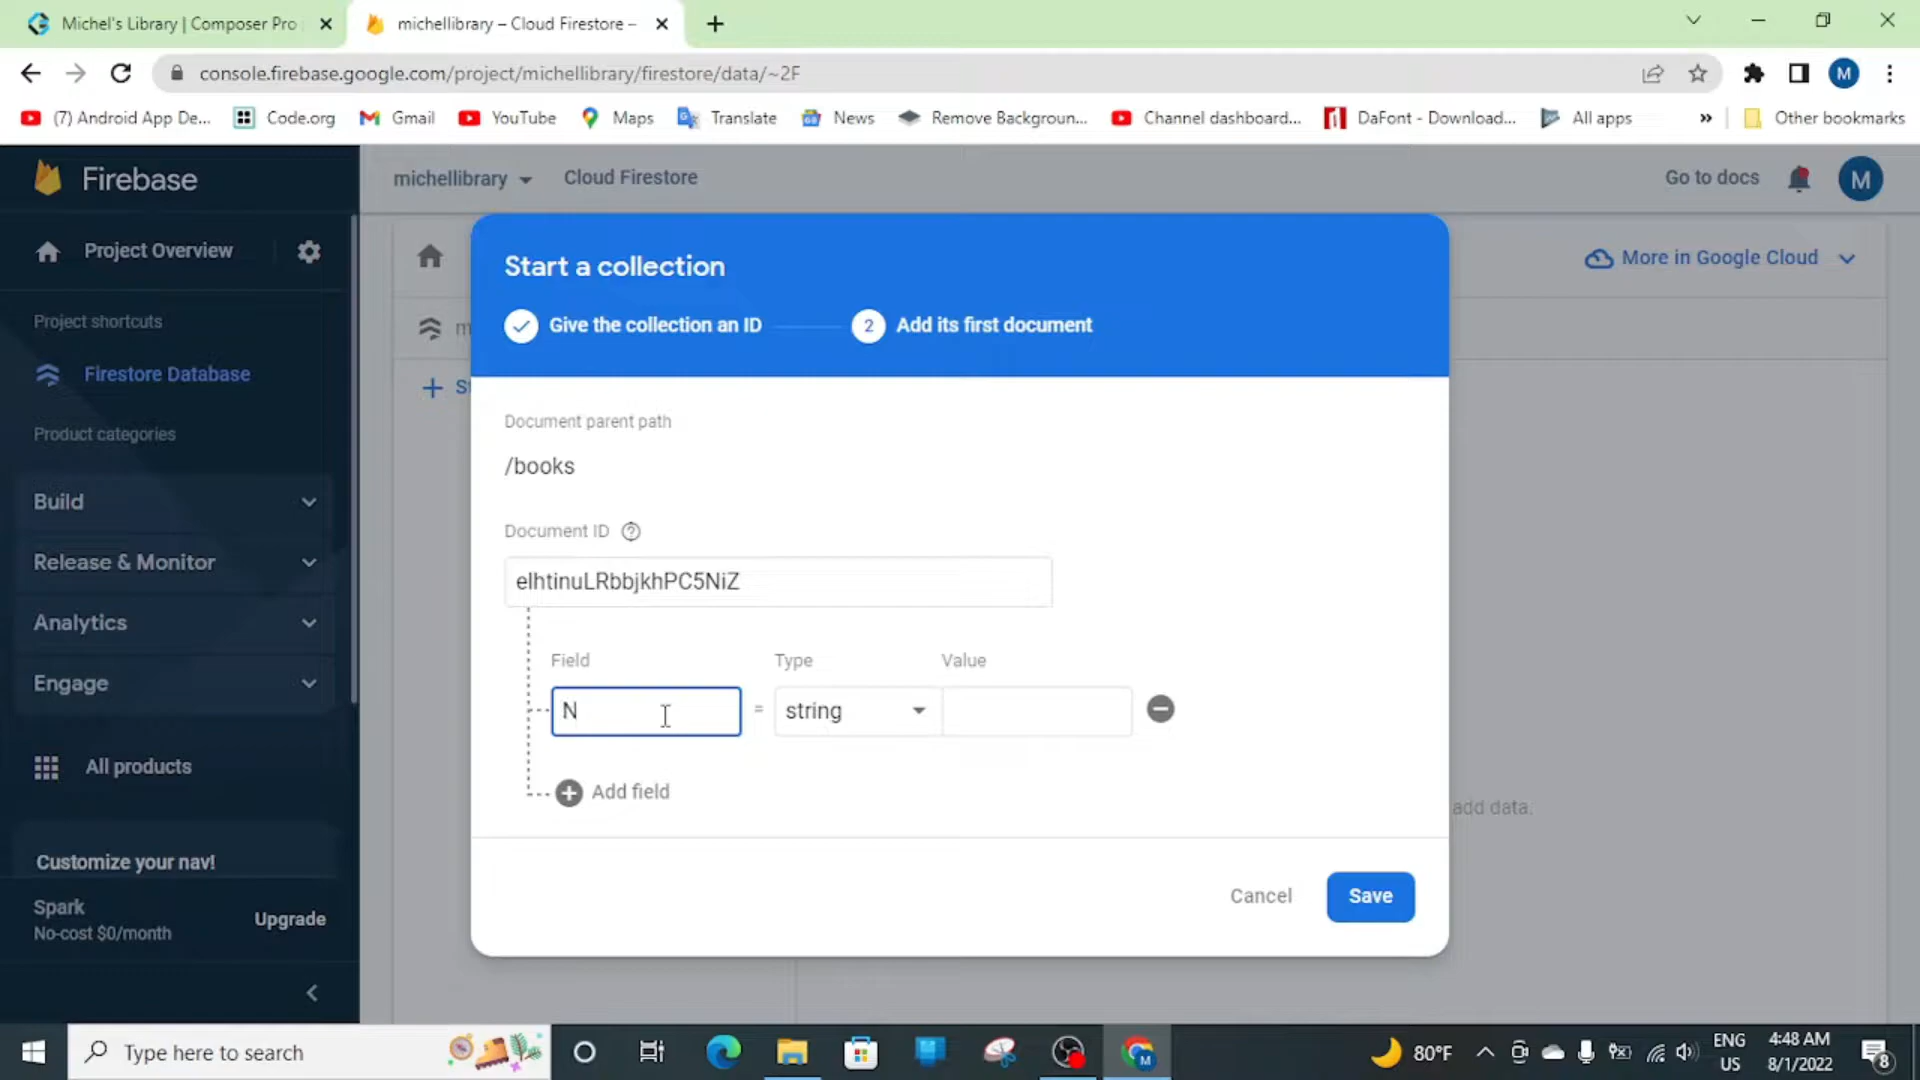 Michel's Library | Composer Pro
michellibrary – Cloud Firestore –
console.firebase.google.com/project/michellibrary/firestore/data/~2F
M
(7) Android App De...
Code.org
Gmail
YouTube
Maps
Translate
News
Remove Backgroun...
Channel dashboard...
DaFont - Download...
All apps
»
Other bookmarks
Firebase
michellibrary
Cloud Firestore
Go to docs
M
Project Overview
More in Google Cloud
Project shortcuts
Firestore Database
Product categories
Build
Release & Monitor
Analytics
Engage
All products
Customize your nav!
Spark
No-cost $0/month
Upgrade
Start a collection
Give the collection an ID
2 Add its first document
Document parent path
/books
Document ID
Field
Type
Value
N
=
string
Add field
add data.
Cancel
Save
Type here to search
80°F
ENG
US
4:48 AM
8/1/2022
8